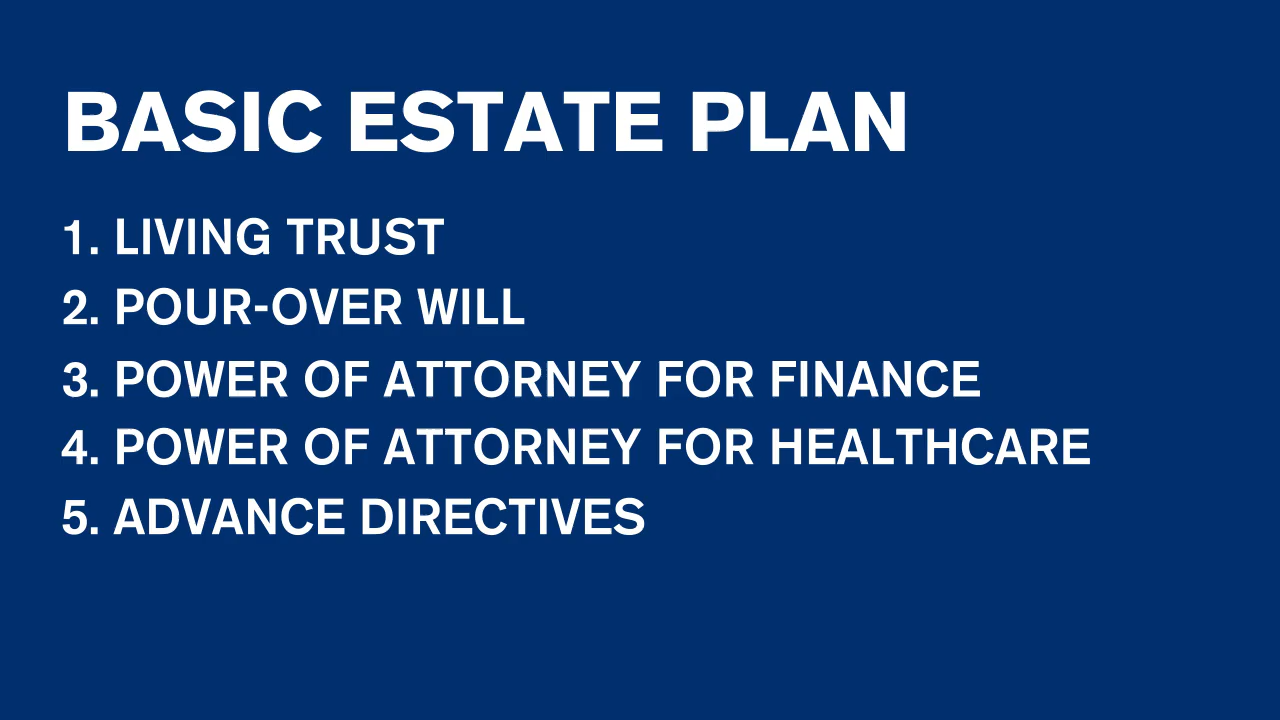 BASIC ESTATE PLAN
1. LIVING TRUST
2. POUR-OVER WILL
3. POWER OF ATTORNEY FOR FINANCE
4. POWER OF ATTORNEY FOR HEALTHCARE
5. ADVANCE DIRECTIVES